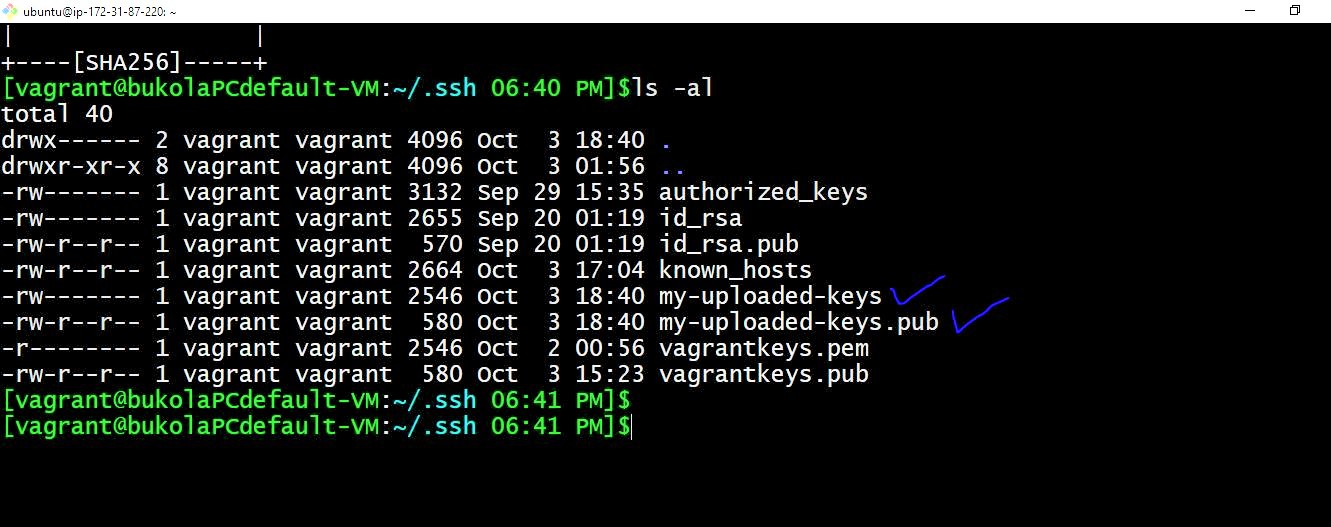 ubuntu@ip-172-31-87-220: ~
|                 |
+----[SHA256]-----+
[vagrant@bukolaPCdefault-VM:~/.ssh 06:40 PM]$ls -al
total 40
drwx------ 2 vagrant vagrant 4096 Oct  3 18:40 .
drwxr-xr-x 8 vagrant vagrant 4096 Oct  3 01:56 ..
-rw------- 1 vagrant vagrant 3132 Sep 29 15:35 authorized_keys
-rw------- 1 vagrant vagrant 2655 Sep 20 01:19 id_rsa
-rw-r--r-- 1 vagrant vagrant  570 Sep 20 01:19 id_rsa.pub
-rw-r--r-- 1 vagrant vagrant 2664 Oct  3 17:04 known_hosts
-rw------- 1 vagrant vagrant 2546 Oct  3 18:40 my-uploaded-keys
-rw-r--r-- 1 vagrant vagrant  580 Oct  3 18:40 my-uploaded-keys.pub
-r-------- 1 vagrant vagrant 2546 Oct  2 00:56 vagrantkeys.pem
-rw-r--r-- 1 vagrant vagrant  580 Oct  3 15:23 vagrantkeys.pub
[vagrant@bukolaPCdefault-VM:~/.ssh 06:41 PM]$
[vagrant@bukolaPCdefault-VM:~/.ssh 06:41 PM]$